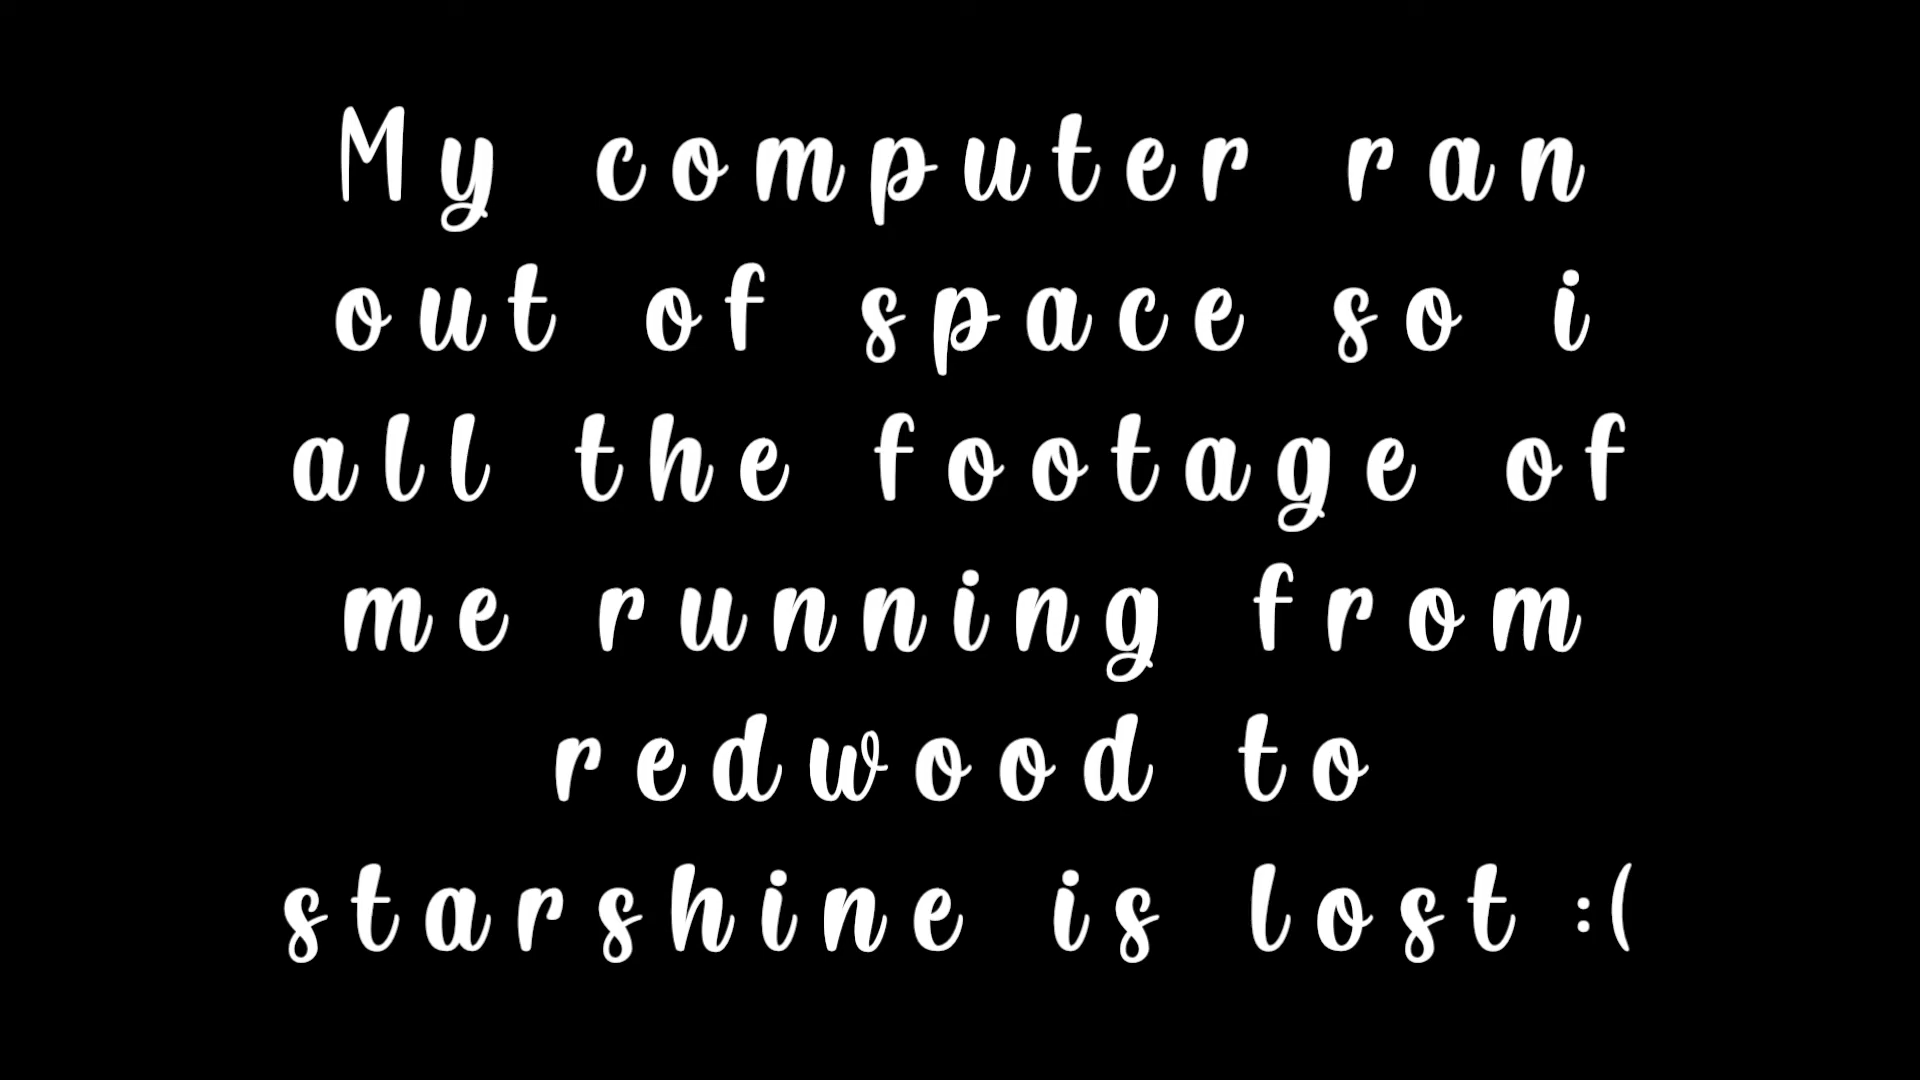 My computer ran
out of space so i
all the footage of
me running from
redwood to
starshine is lost :(